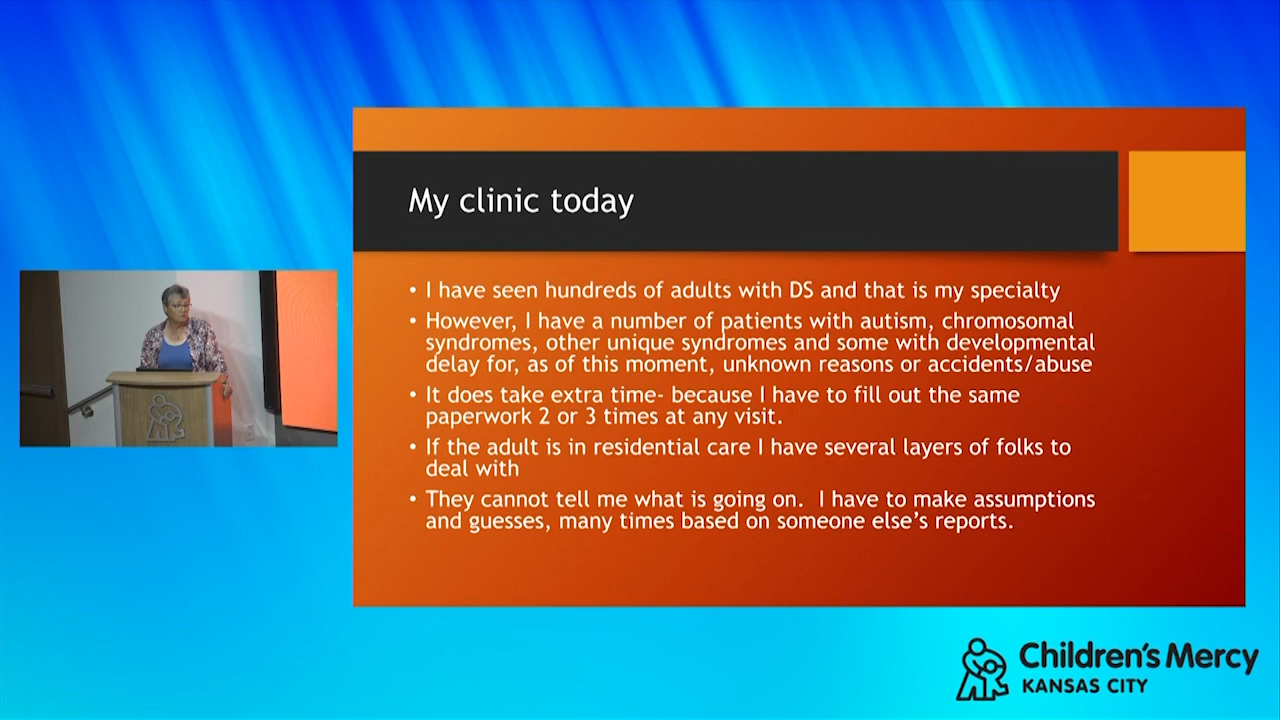 My clinic today
• I have seen hundreds of adults with DS and that is my specialty
• However, I have a number of patients with autism, chromosomal
syndromes, other unique syndromes and some with developmental
delay for, as of this moment, unknown reasons or accidents/abuse
• It does take extra time- because I have to fill out the same
paperwork 2 or 3 times at any visit.
• If the adult is in residential care I have several layers of folks to
deal with
• They cannot tell me what is going on.  I have to make assumptions
and guesses, many times based on someone else’s reports.
Children's Mercy
KANSAS CITY